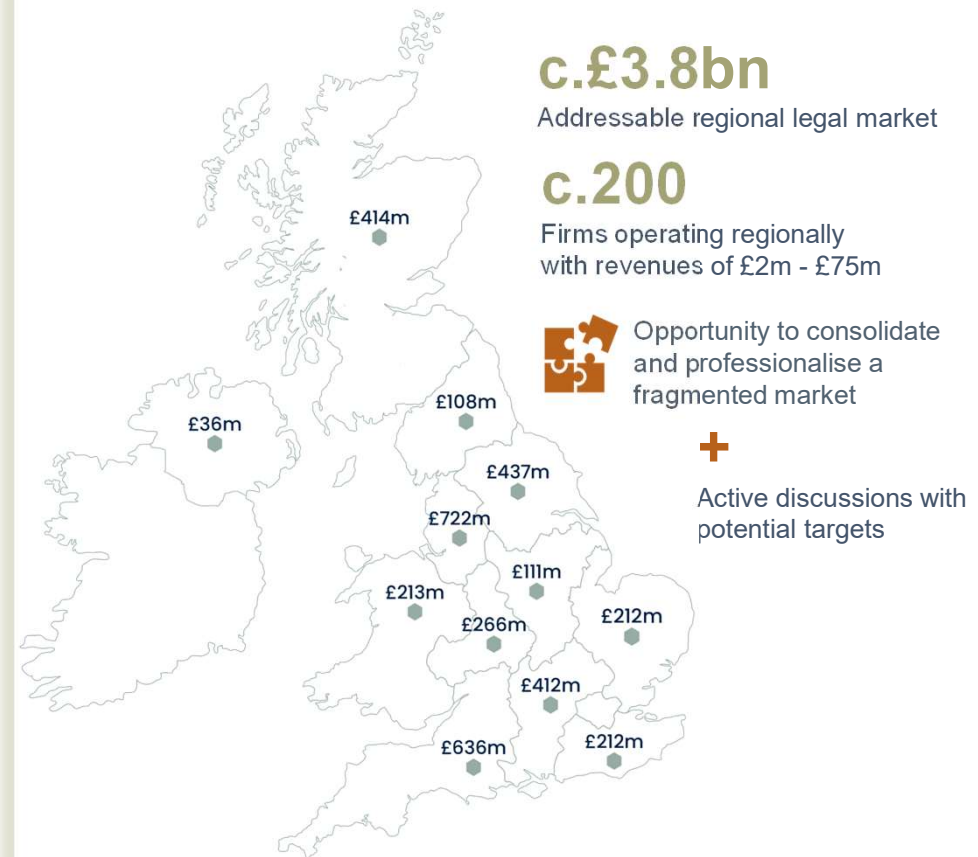 c.£3.8bn
Addressable regional legal market
c.200
Firms operating regionally
with revenues of £2m - £75m
Opportunity to consolidate
and professionalise a
fragmented market
+
Active discussions with
potential targets
£414m
£108m
£36m
£437m
£722m
£111m
£213m
£266m
£212m
£412m
£636m
£212m